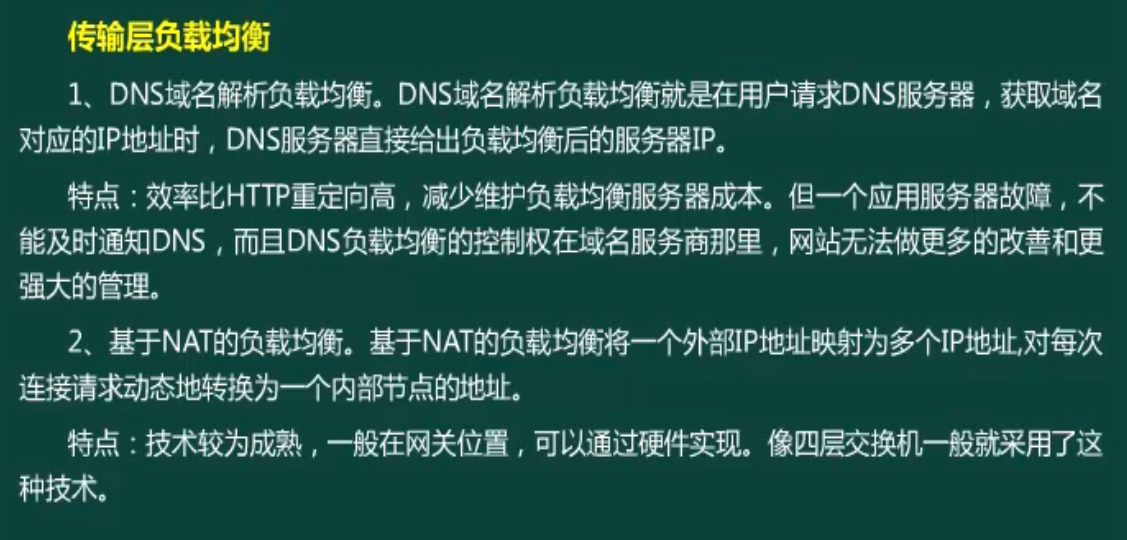 传输层负载均衡
1、DNS域名解析负载均衡。DNS域名解析负载均衡就是在用户请求DNS服务器，获取域名
对应的IP地址时，DNS服务器直接给出负载均衡后的服务器IP。
特点：效率比HTTP重定向高，减少维护负载均衡服务器成本。但一个应用服务器故障，不
能及时通知DNS，而且DNS负载均衡的控制权在域名服务商那里，网站无法做更多的改善和更
强大的管理。
2、基于NAT的负载均衡。基于NAT的负载均衡将一个外部IP地址映射为多个IP地址,对每次
连接请求动态地转换为一个内部节点的地址。
特点：技术较为成熟，一般在网关位置，可以通过硬件实现。像四层交换机一般就采用了这
种技术。